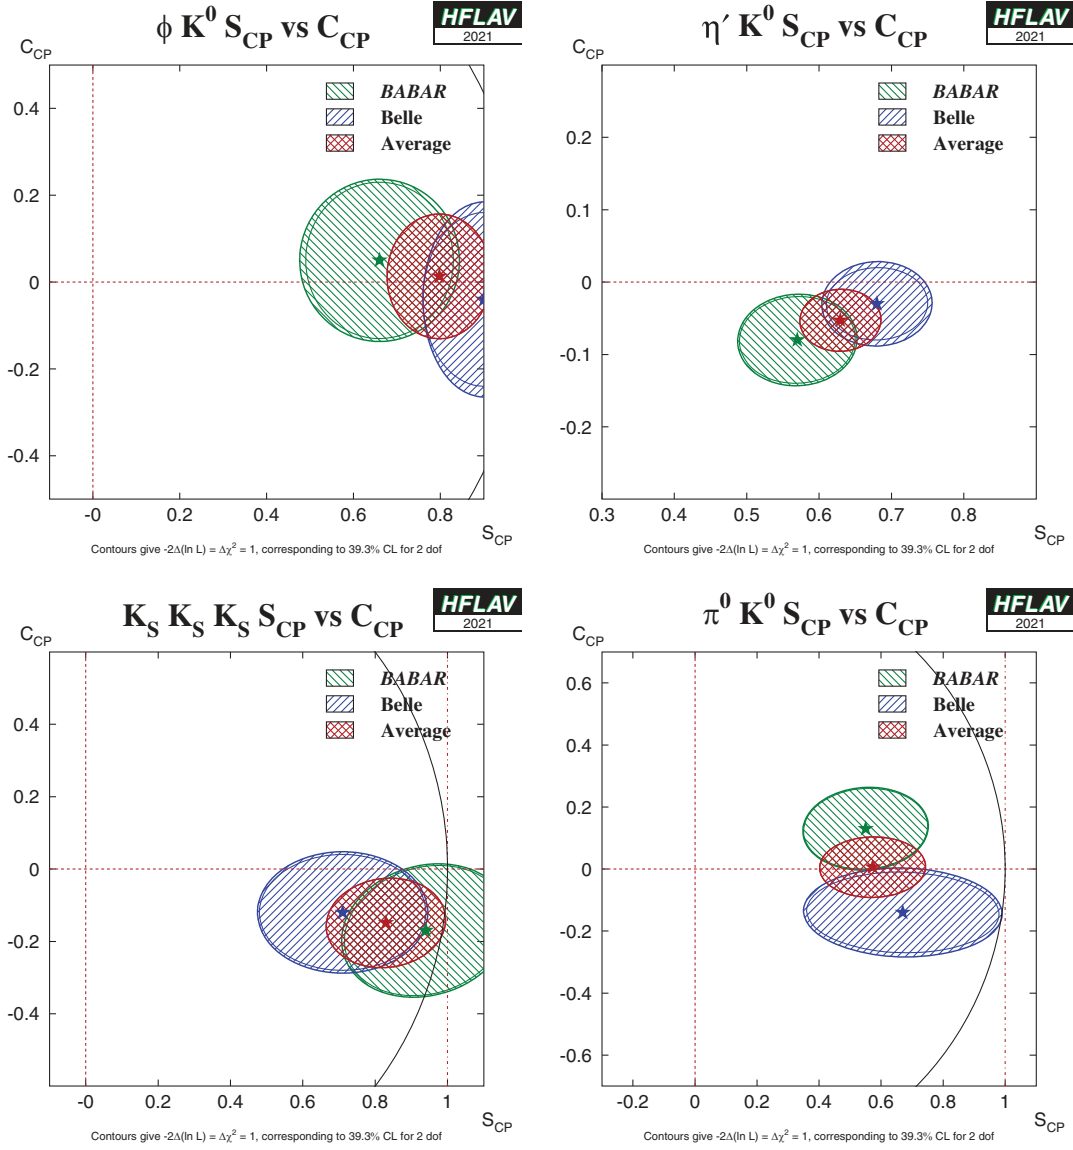 ϕ K⁰ S_CP vs C_CP
HFLAV
2021
C_CP
BABAR
Belle
Average
0.4
0.2
0
-0.2
-0.4
-0 0.2 0.4 0.6 0.8
S_CP
Contours give -2Δ(ln L) = Δχ² = 1, corresponding to 39.3% CL for 2 dof
η′ K⁰ S_CP vs C_CP
HFLAV
2021
C_CP
BABAR
Belle
Average
0.2
0.1
0
-0.1
-0.2
0.3 0.4 0.5 0.6 0.7 0.8
S_CP
Contours give -2Δ(ln L) = Δχ² = 1, corresponding to 39.3% CL for 2 dof
K_S K_S K_S S_CP vs C_CP
HFLAV
2021
C_CP
BABAR
Belle
Average
0.4
0.2
0
-0.2
-0.4
-0 0.2 0.4 0.6 0.8 1
S_CP
Contours give -2Δ(ln L) = Δχ² = 1, corresponding to 39.3% CL for 2 dof
π⁰ K⁰ S_CP vs C_CP
HFLAV
2021
C_CP
BABAR
Belle
Average
0.6
0.4
0.2
0
-0.2
-0.4
-0.6
-0.2 0 0.2 0.4 0.6 0.8 1
S_CP
Contours give -2Δ(ln L) = Δχ² = 1, corresponding to 39.3% CL for 2 dof